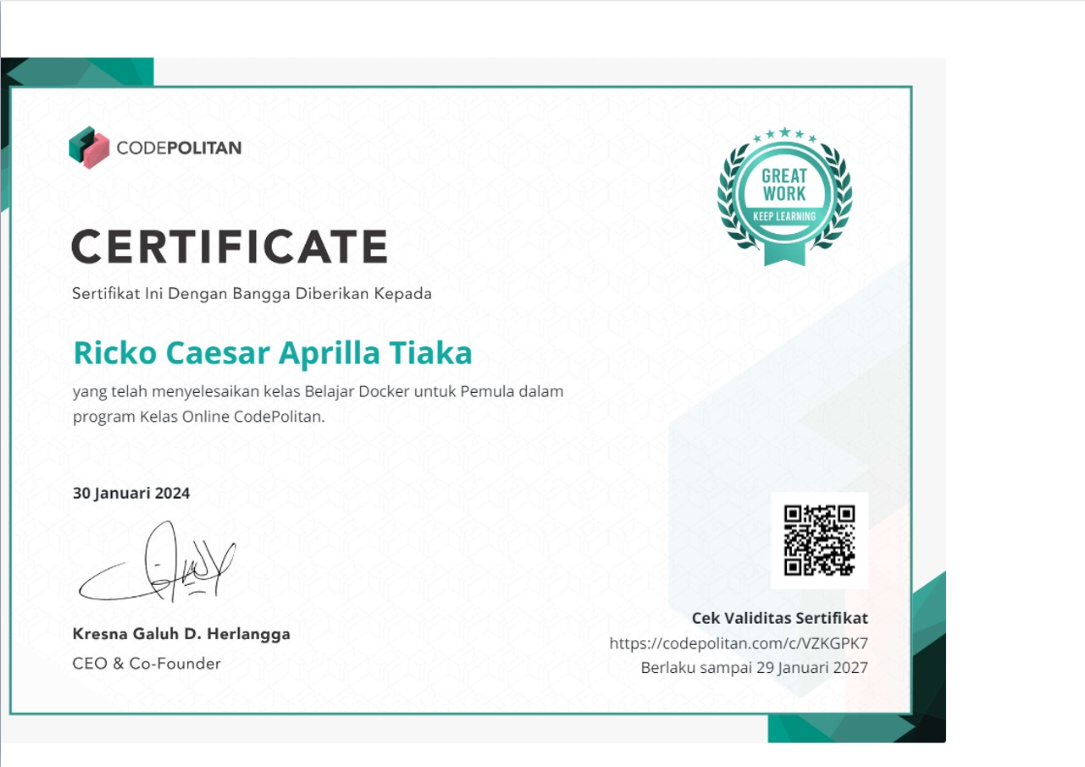 CODEPOLITAN
GREAT
WORK
KEEP LEARNING
CERTIFICATE
Sertifikat Ini Dengan Bangga Diberikan Kepada
Ricko Caesar Aprilla Tiaka
yang telah menyelesaikan kelas Belajar Docker untuk Pemula dalam
program Kelas Online CodePolitan.
30 Januari 2024
Kresna Galuh D. Herlangga
CEO & Co-Founder
Cek Validitas Sertifikat
https://codepolitan.com/c/VZKGPK7
Berlaku sampai 29 Januari 2027